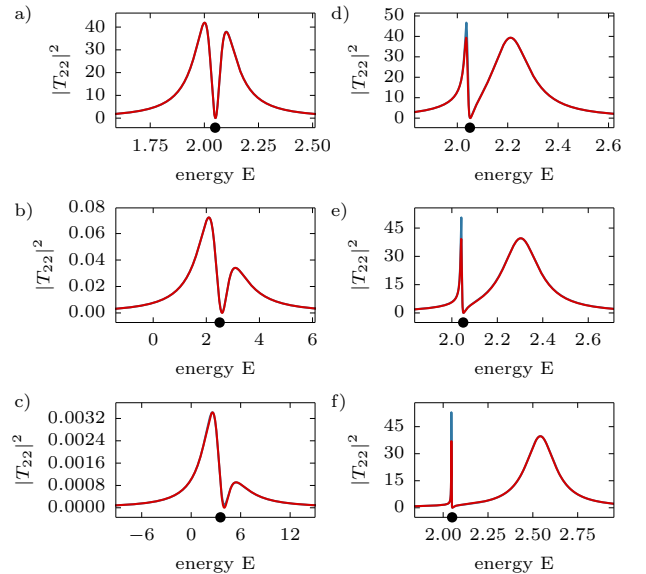 a)
|T22|^2
40
30
20
10
0
1.75 2.00 2.25 2.50
energy E
d)
|T22|^2
50
40
30
20
10
0
2.0 2.2 2.4 2.6
energy E
b)
|T22|^2
0.08
0.06
0.04
0.02
0.00
0 2 4 6
energy E
e)
|T22|^2
45
30
15
0
2.0 2.2 2.4 2.6
energy E
c)
|T22|^2
0.0032
0.0024
0.0016
0.0008
0.0000
−6 0 6 12
energy E
f)
|T22|^2
45
30
15
0
2.00 2.25 2.50 2.75
energy E